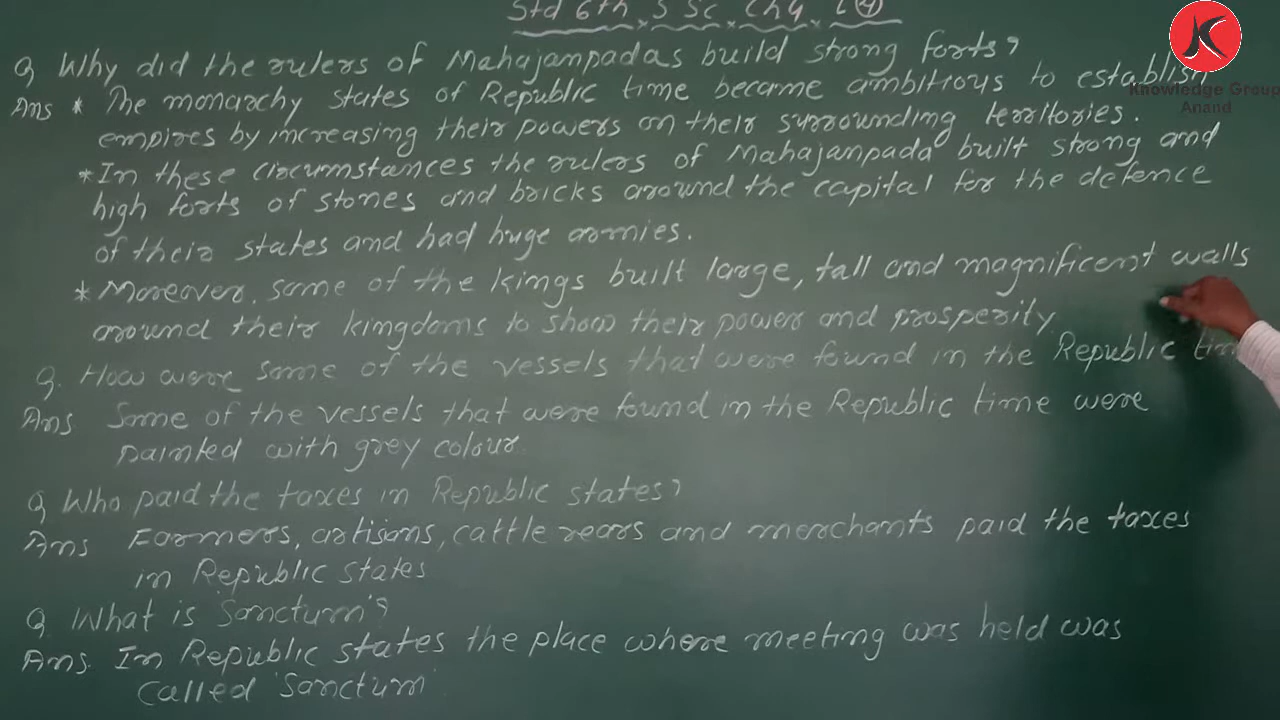 Std 6th × S Sc × Ch 4 × L ④
Knowledge Group
Anand
Q Why did the rulers of Mahajanpadas build strong forts?
Ans * The monarchy states of Republic time became ambitious to establish
empires by increasing their powers on their surrounding territories.
* In these circumstances the rulers of Mahajanpada built strong and
high forts of stones and bricks around the capital for the defence
of their states and had huge armies.
* Moreover, some of the kings built large, tall and magnificent walls
around their kingdoms to show their power and prosperity
Q. How were some of the vessels that were found in the Republic
Ans Some of the vessels that were found in the Republic time were
painted with grey colour.
Q Who paid the taxes in Republic states?
Ans Farmers, artisans, cattle rears and merchants paid the taxes
in Republic states
Q. What is 'Sanctum'?
Ans. In Republic states the place where meeting was held was
called 'Sanctum'